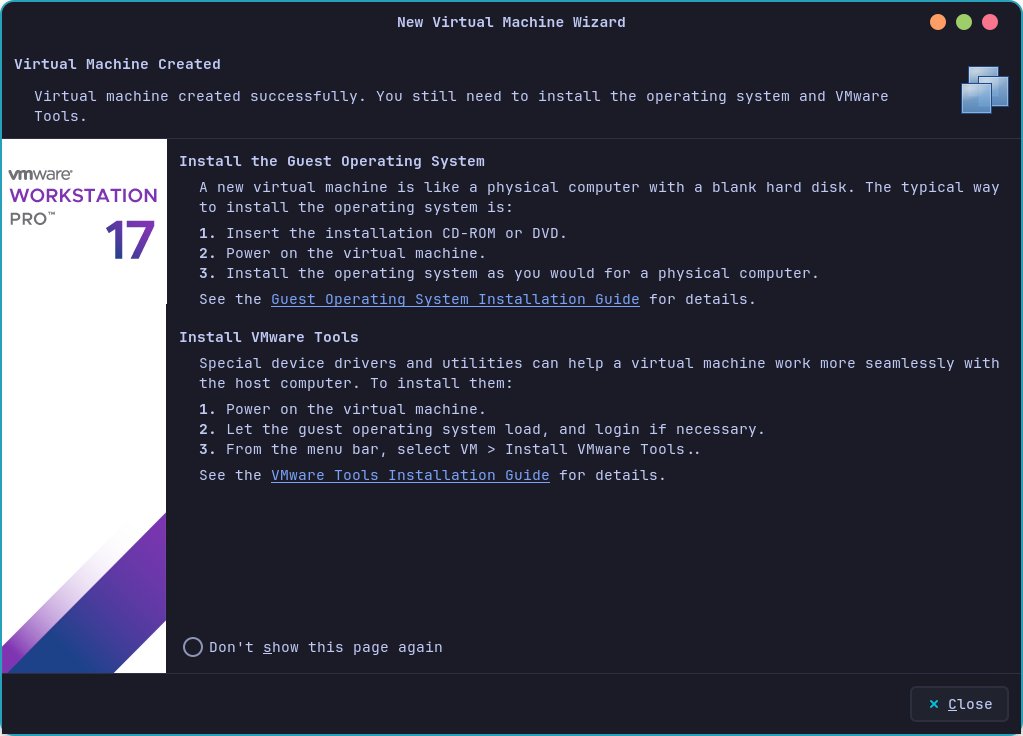 New Virtual Machine Wizard
Virtual Machine Created
Virtual machine created successfully. You still need to install the operating system and VMware
Tools.
vmware®
WORKSTATION
PRO™
17
Install the Guest Operating System
A new virtual machine is like a physical computer with a blank hard disk. The typical way
to install the operating system is:
1. Insert the installation CD-ROM or DVD.
2. Power on the virtual machine.
3. Install the operating system as you would for a physical computer.
See the Guest Operating System Installation Guide for details.
Install VMware Tools
Special device drivers and utilities can help a virtual machine work more seamlessly with
the host computer. To install them:
1. Power on the virtual machine.
2. Let the guest operating system load, and login if necessary.
3. From the menu bar, select VM > Install VMware Tools..
See the VMware Tools Installation Guide for details.
Don't show this page again
Close